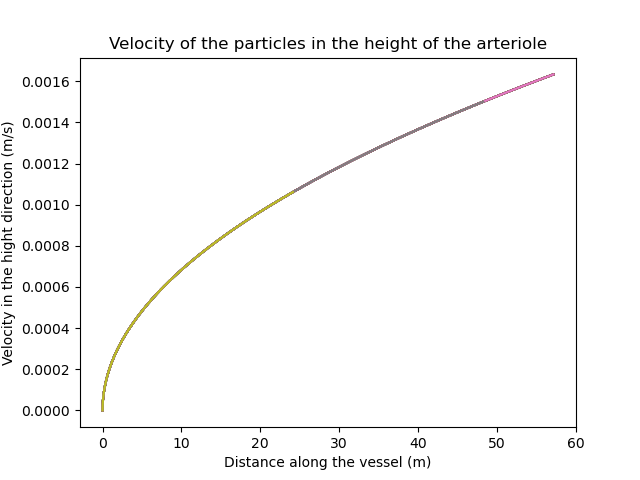 Velocity of the particles in the height of the arteriole
0.0016
0.0014
0.0012
0.0010
0.0008
0.0006
0.0004
0.0002
0.0000
Velocity in the hight direction (m/s)
0 10 20 30 40 50 60
Distance along the vessel (m)